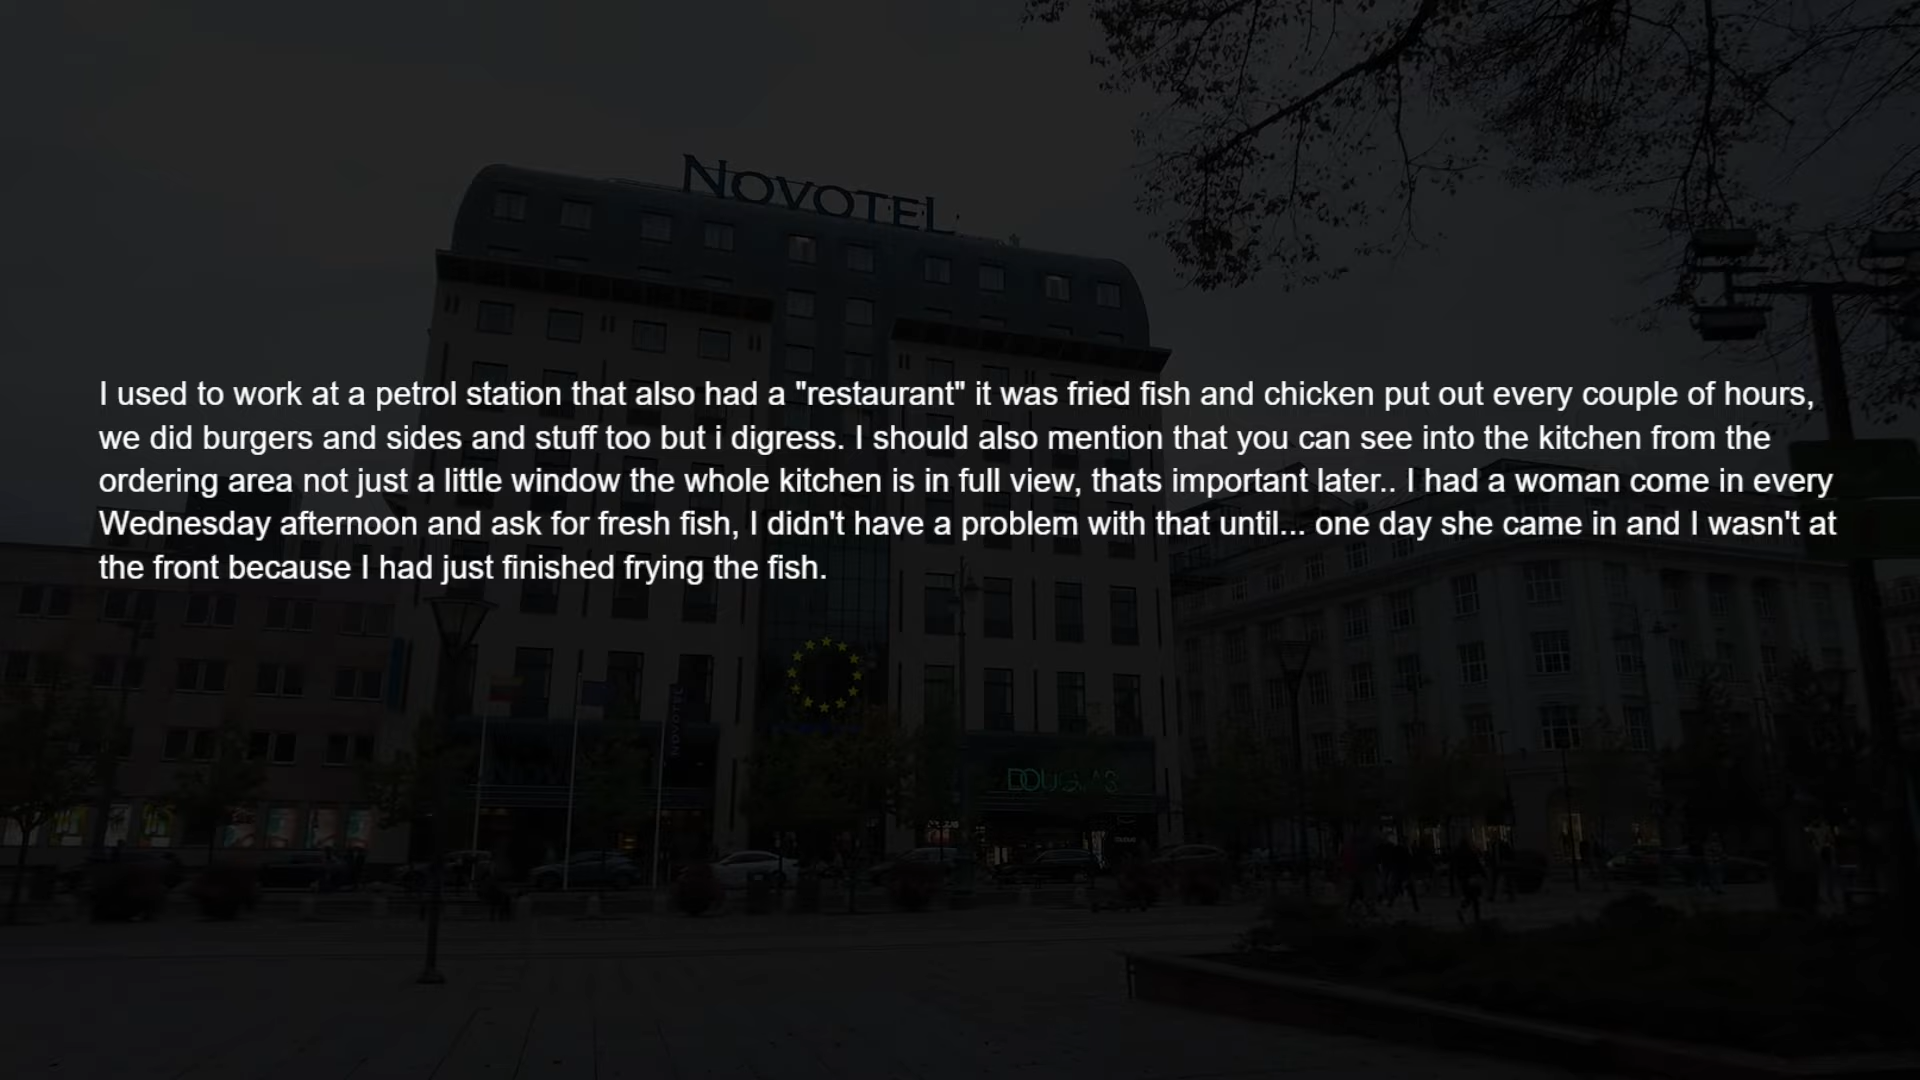 NOVOTEL
I used to work at a petrol station that also had a "restaurant" it was fried fish and chicken put out every couple of hours,
we did burgers and sides and stuff too but i digress. I should also mention that you can see into the kitchen from the
ordering area not just a little window the whole kitchen is in full view, thats important later.. I had a woman come in every
Wednesday afternoon and ask for fresh fish, I didn't have a problem with that until... one day she came in and I wasn't at
the front because I had just finished frying the fish.
NOVOTEL
DOUGLAS